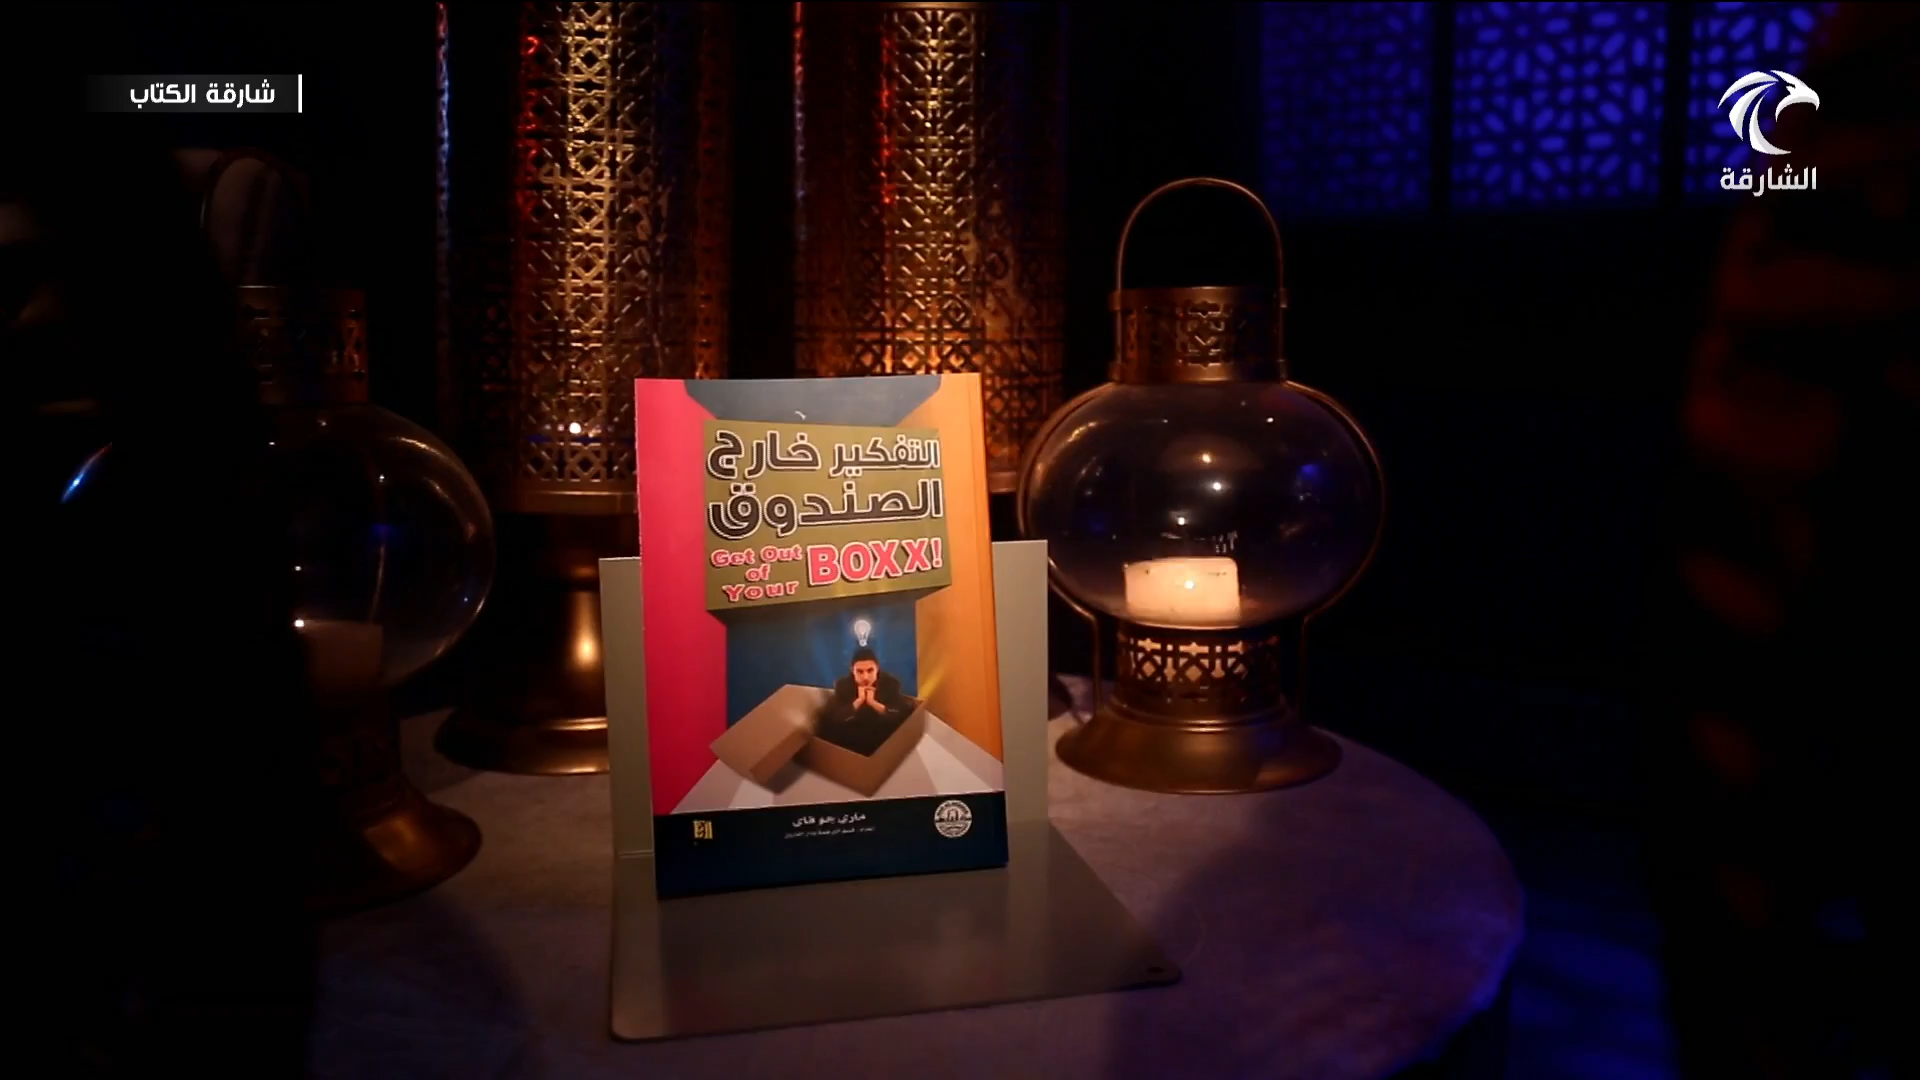 شارقة الكتاب
الشارقة
التفكير خارج
الصندوق
Get Out
of
Your
BOXX!
ماري جو فاي